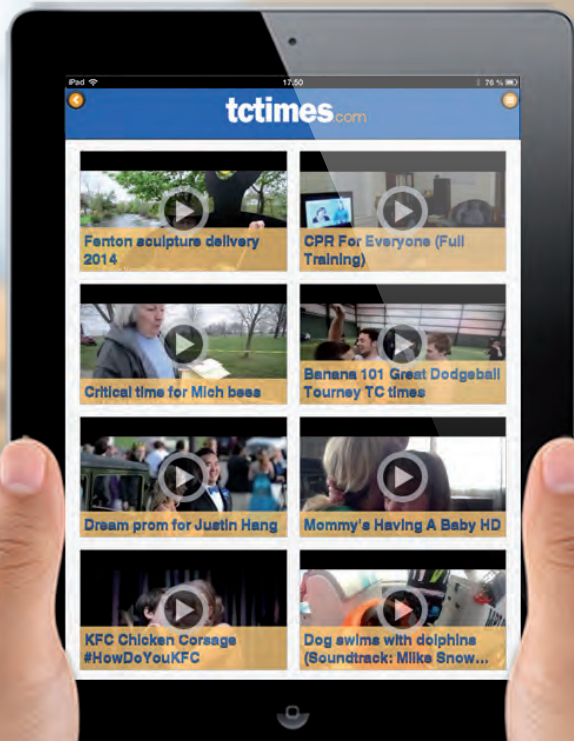 iPad 17:50 76 %
tctimes.com
Fenton sculpture delivery
2014
CPR For Everyone (Full
Training)
Critical time for Mich bees
Banana 101 Great Dodgeball
Tourney TC times
Dream prom for Justin Hang
Mommy's Having A Baby HD
KFC Chicken Corsage
#HowDoYouKFC
Dog swims with dolphins
(Soundtrack: Miike Snow...